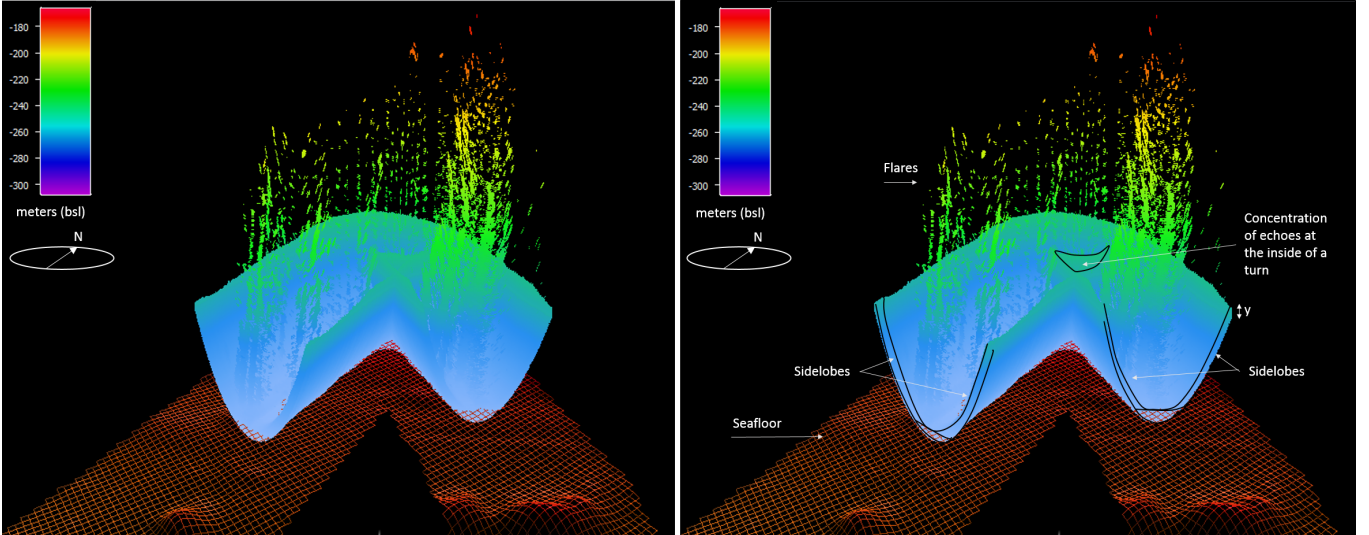 -180
-200
-220
-240
-260
-280
-300
meters (bsl)
N
-180
-200
-220
-240
-260
-280
-300
meters (bsl)
N
Flares
Concentration
of echoes at
the inside of a
turn
y
Sidelobes
Sidelobes
Seafloor